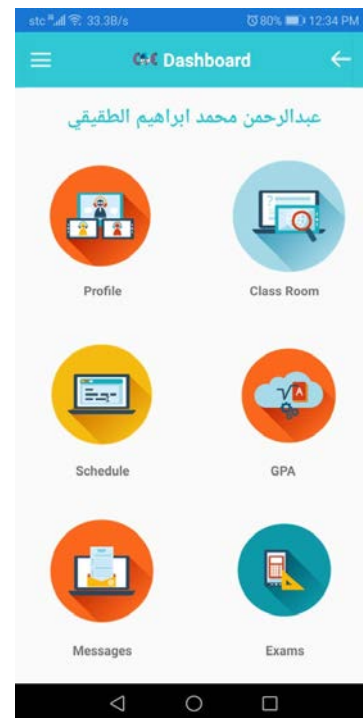 stc 33.3B/s 80% 12:34 PM
Dashboard
عبدالرحمن محمد ابراهيم الطقيقي
Profile
Class Room
Schedule
GPA
Messages
Exams